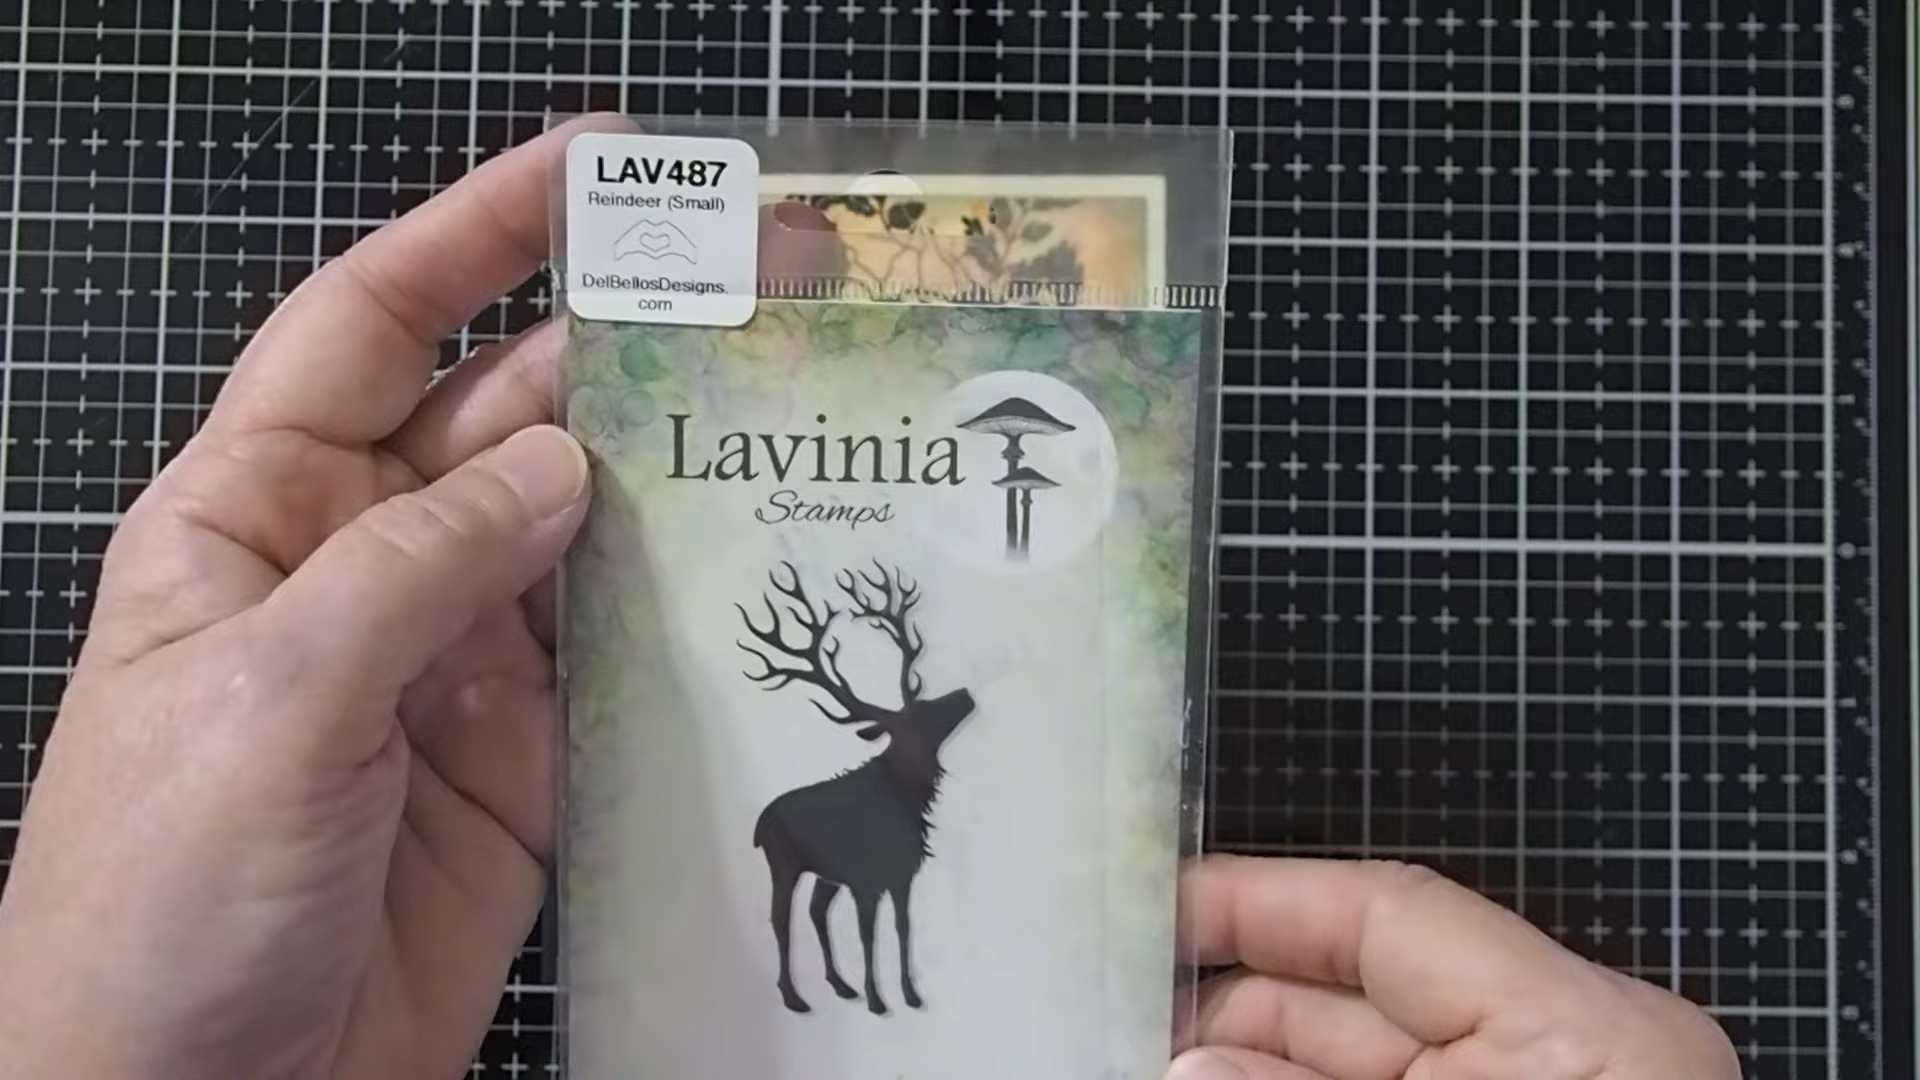 LAV487
Reindeer (Small)
DelBellosDesigns.
com
Lavinia
Stamps